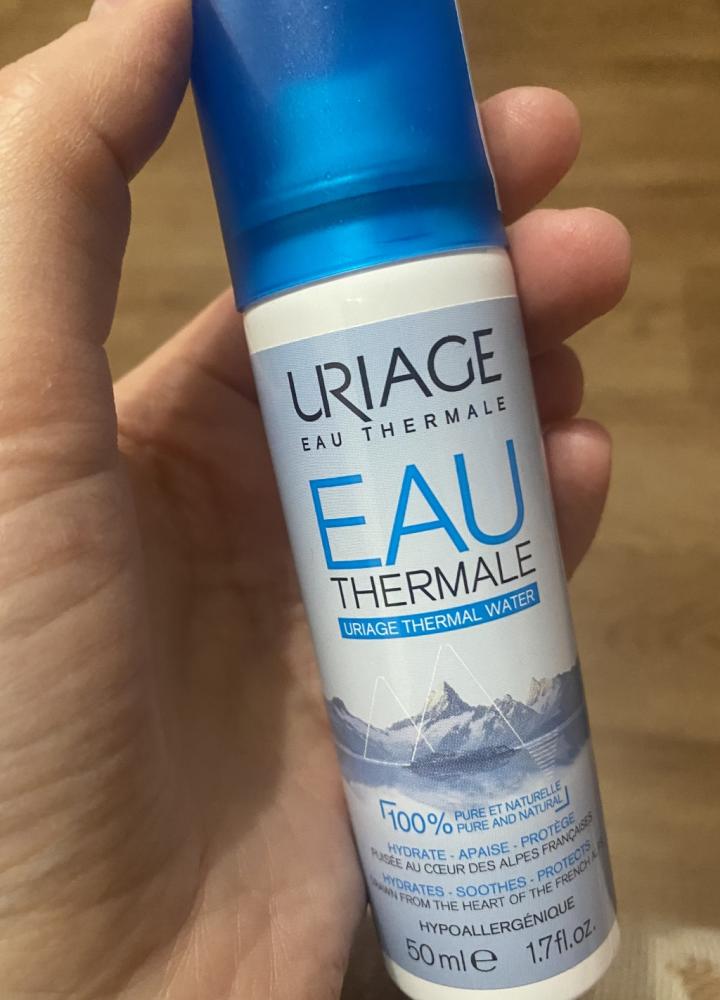 URIAGE
EAU THERMALE
EAU
THERMALE
URIAGE THERMAL WATER
100% PURE ET NATURELLE
PURE AND NATURAL
HYDRATE - APAISE - PROTÈGE
PUISÉE AU CŒUR DES ALPES FRANÇAISES
HYDRATES - SOOTHES - PROTECTS
DRAWN FROM THE HEART OF THE FRENCH
HYPOALLERGÉNIQUE
50 ml e 1.7fl.oz.